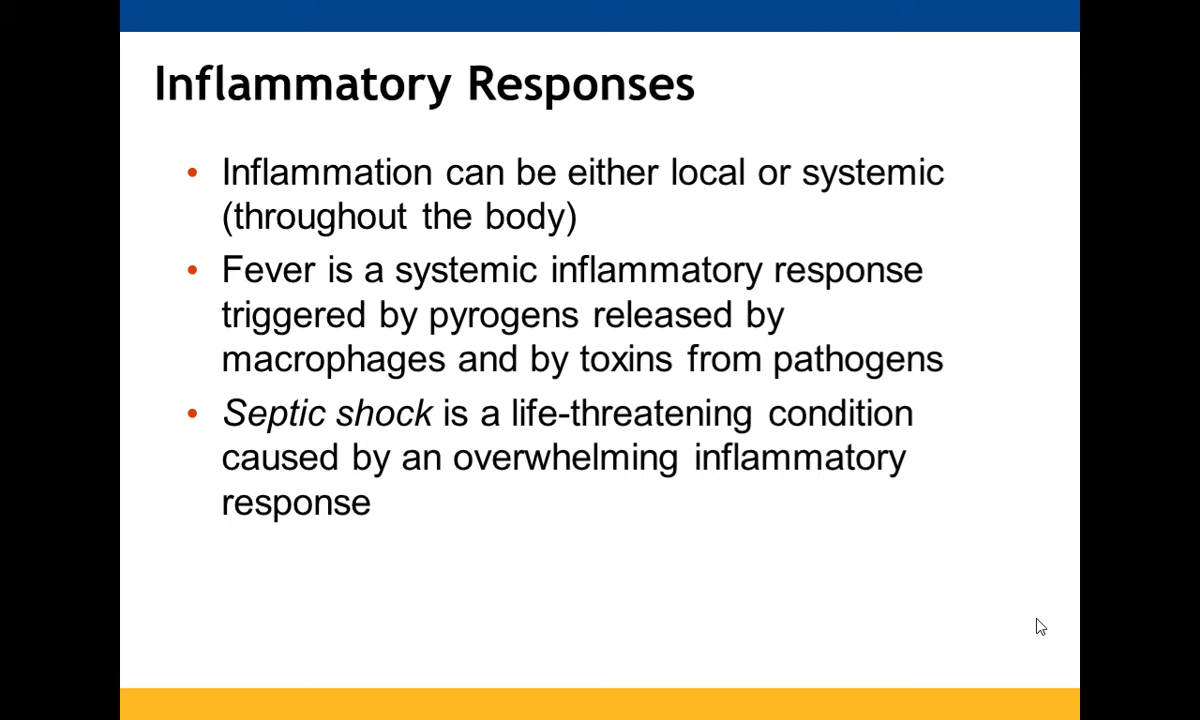 Inflammatory Responses
• Inflammation can be either local or systemic
(throughout the body)
• Fever is a systemic inflammatory response
triggered by pyrogens released by
macrophages and by toxins from pathogens
• Septic shock is a life-threatening condition
caused by an overwhelming inflammatory
response